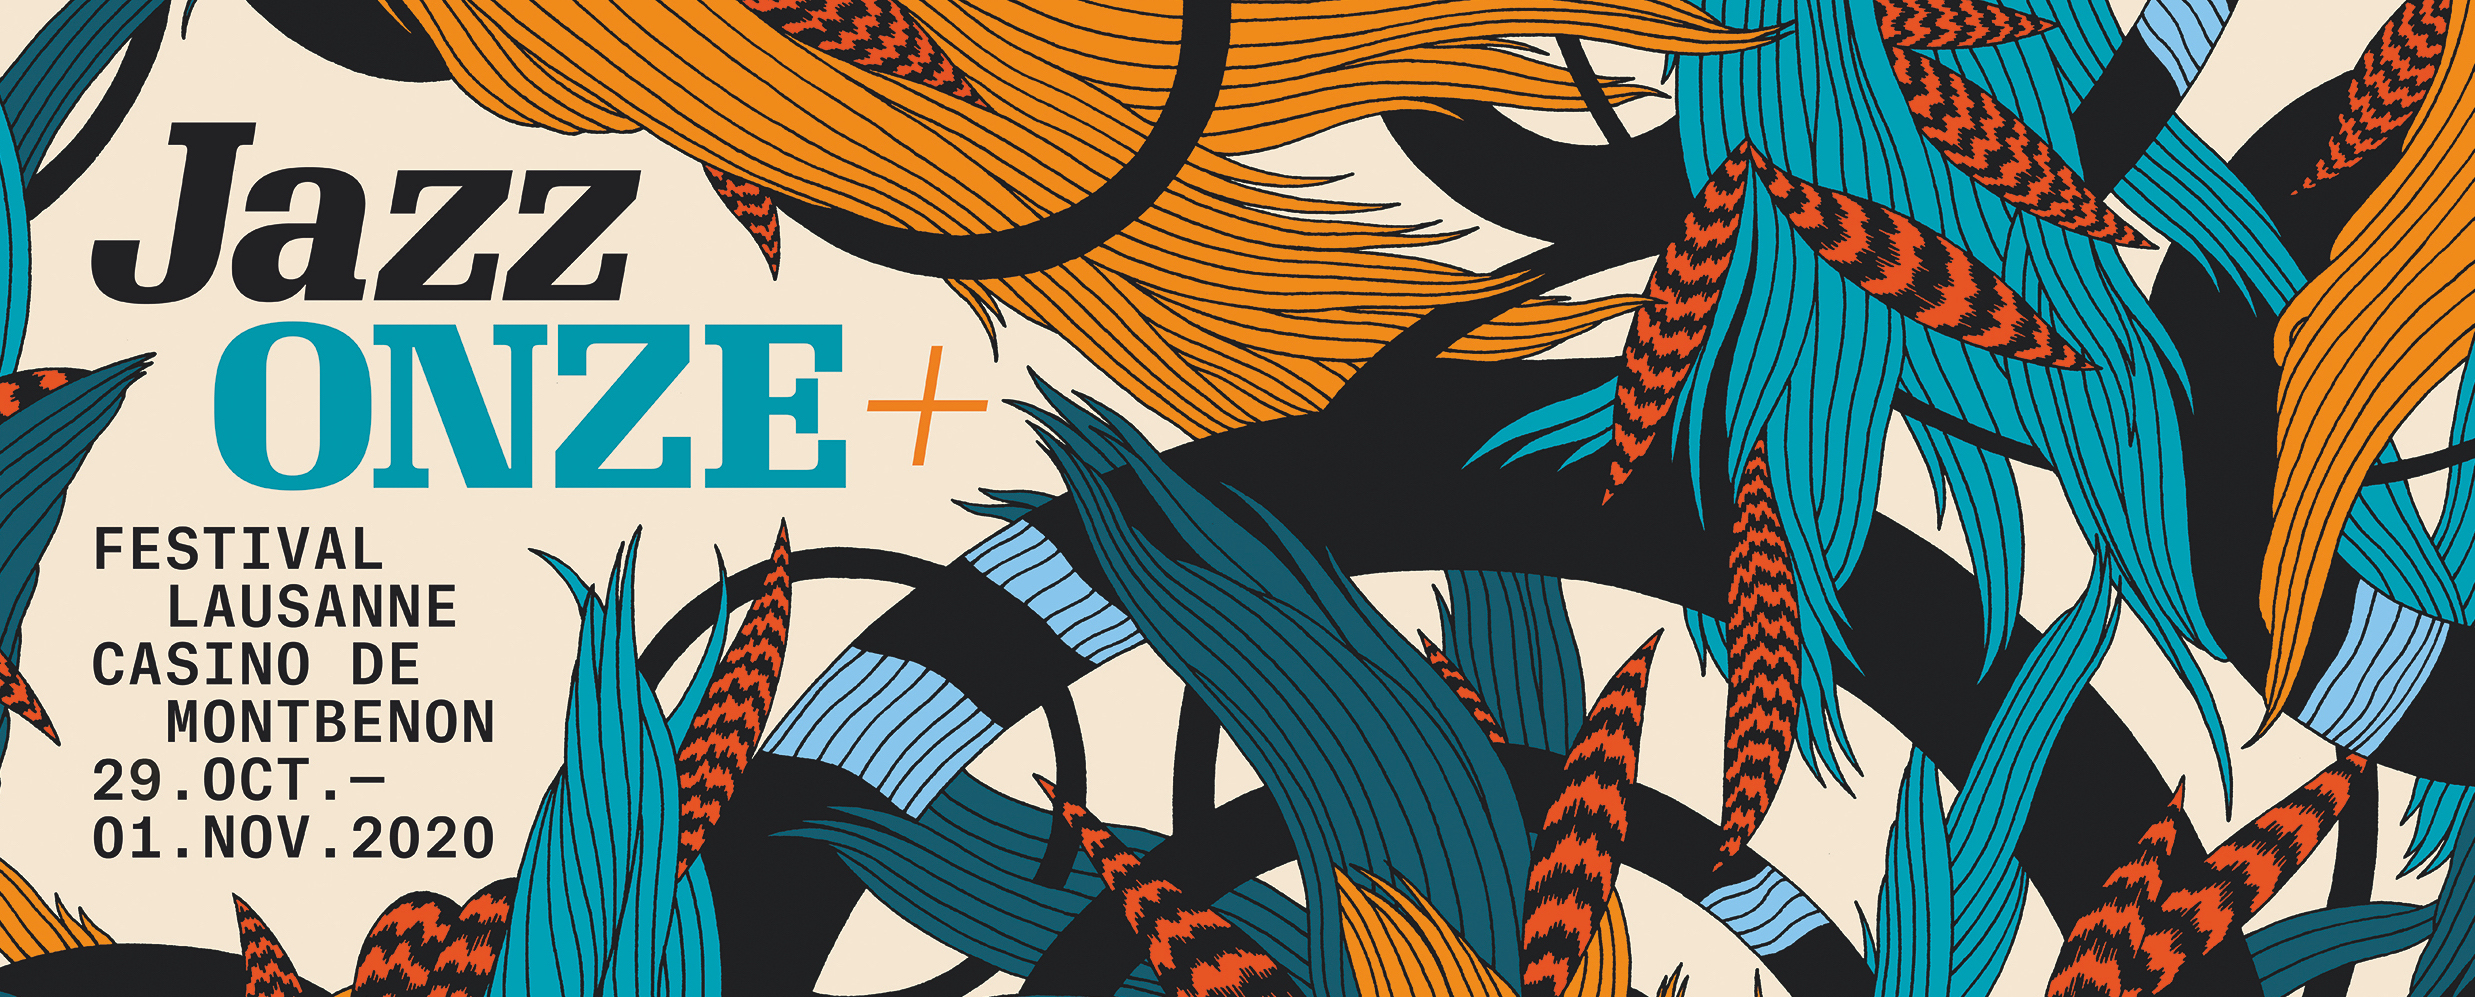 Jazz
ONZE+
FESTIVAL
LAUSANNE
CASINO DE
MONTBENON
29.OCT.–
01.NOV.2020